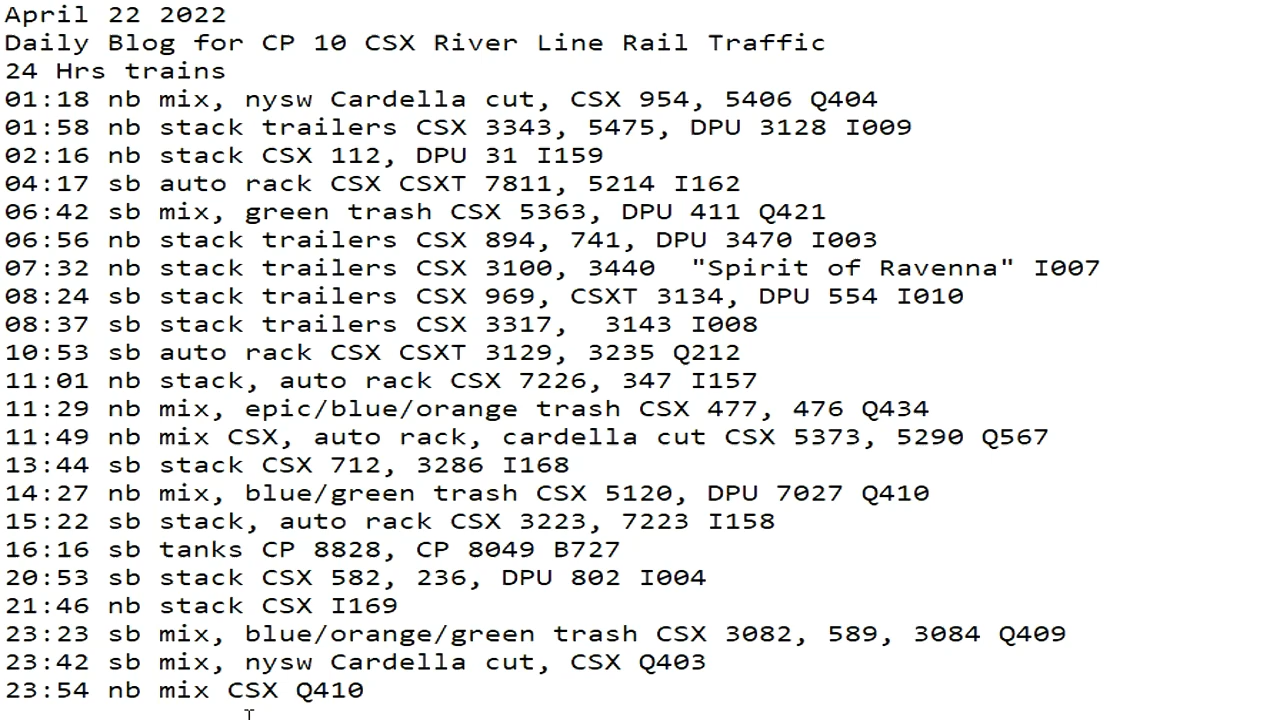 April 22 2022
Daily Blog for CP 10 CSX River Line Rail Traffic
24 Hrs trains
01:18 nb mix, nysw Cardella cut, CSX 954, 5406 Q404
01:58 nb stack trailers CSX 3343, 5475, DPU 3128 I009
02:16 nb stack CSX 112, DPU 31 I159
04:17 sb auto rack CSX CSXT 7811, 5214 I162
06:42 sb mix, green trash CSX 5363, DPU 411 Q421
06:56 nb stack trailers CSX 894, 741, DPU 3470 I003
07:32 nb stack trailers CSX 3100, 3440  "Spirit of Ravenna" I007
08:24 sb stack trailers CSX 969, CSXT 3134, DPU 554 I010
08:37 sb stack trailers CSX 3317,  3143 I008
10:53 sb auto rack CSX CSXT 3129, 3235 Q212
11:01 nb stack, auto rack CSX 7226, 347 I157
11:29 nb mix, epic/blue/orange trash CSX 477, 476 Q434
11:49 nb mix CSX, auto rack, cardella cut CSX 5373, 5290 Q567
13:44 sb stack CSX 712, 3286 I168
14:27 nb mix, blue/green trash CSX 5120, DPU 7027 Q410
15:22 sb stack, auto rack CSX 3223, 7223 I158
16:16 sb tanks CP 8828, CP 8049 B727
20:53 sb stack CSX 582, 236, DPU 802 I004
21:46 nb stack CSX I169
23:23 sb mix, blue/orange/green trash CSX 3082, 589, 3084 Q409
23:42 sb mix, nysw Cardella cut, CSX Q403
23:54 nb mix CSX Q410